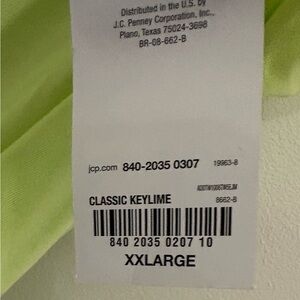 Distributed in the U.S. by
J.C. Penney Corporation, Inc.,
Plano, Texas 75024-3698
BR-08-662-B
jcp.com 840-2035 0307 19963-8
CLASSIC KEYLIME 8662-B
840 2035 0207 10
XXLARGE